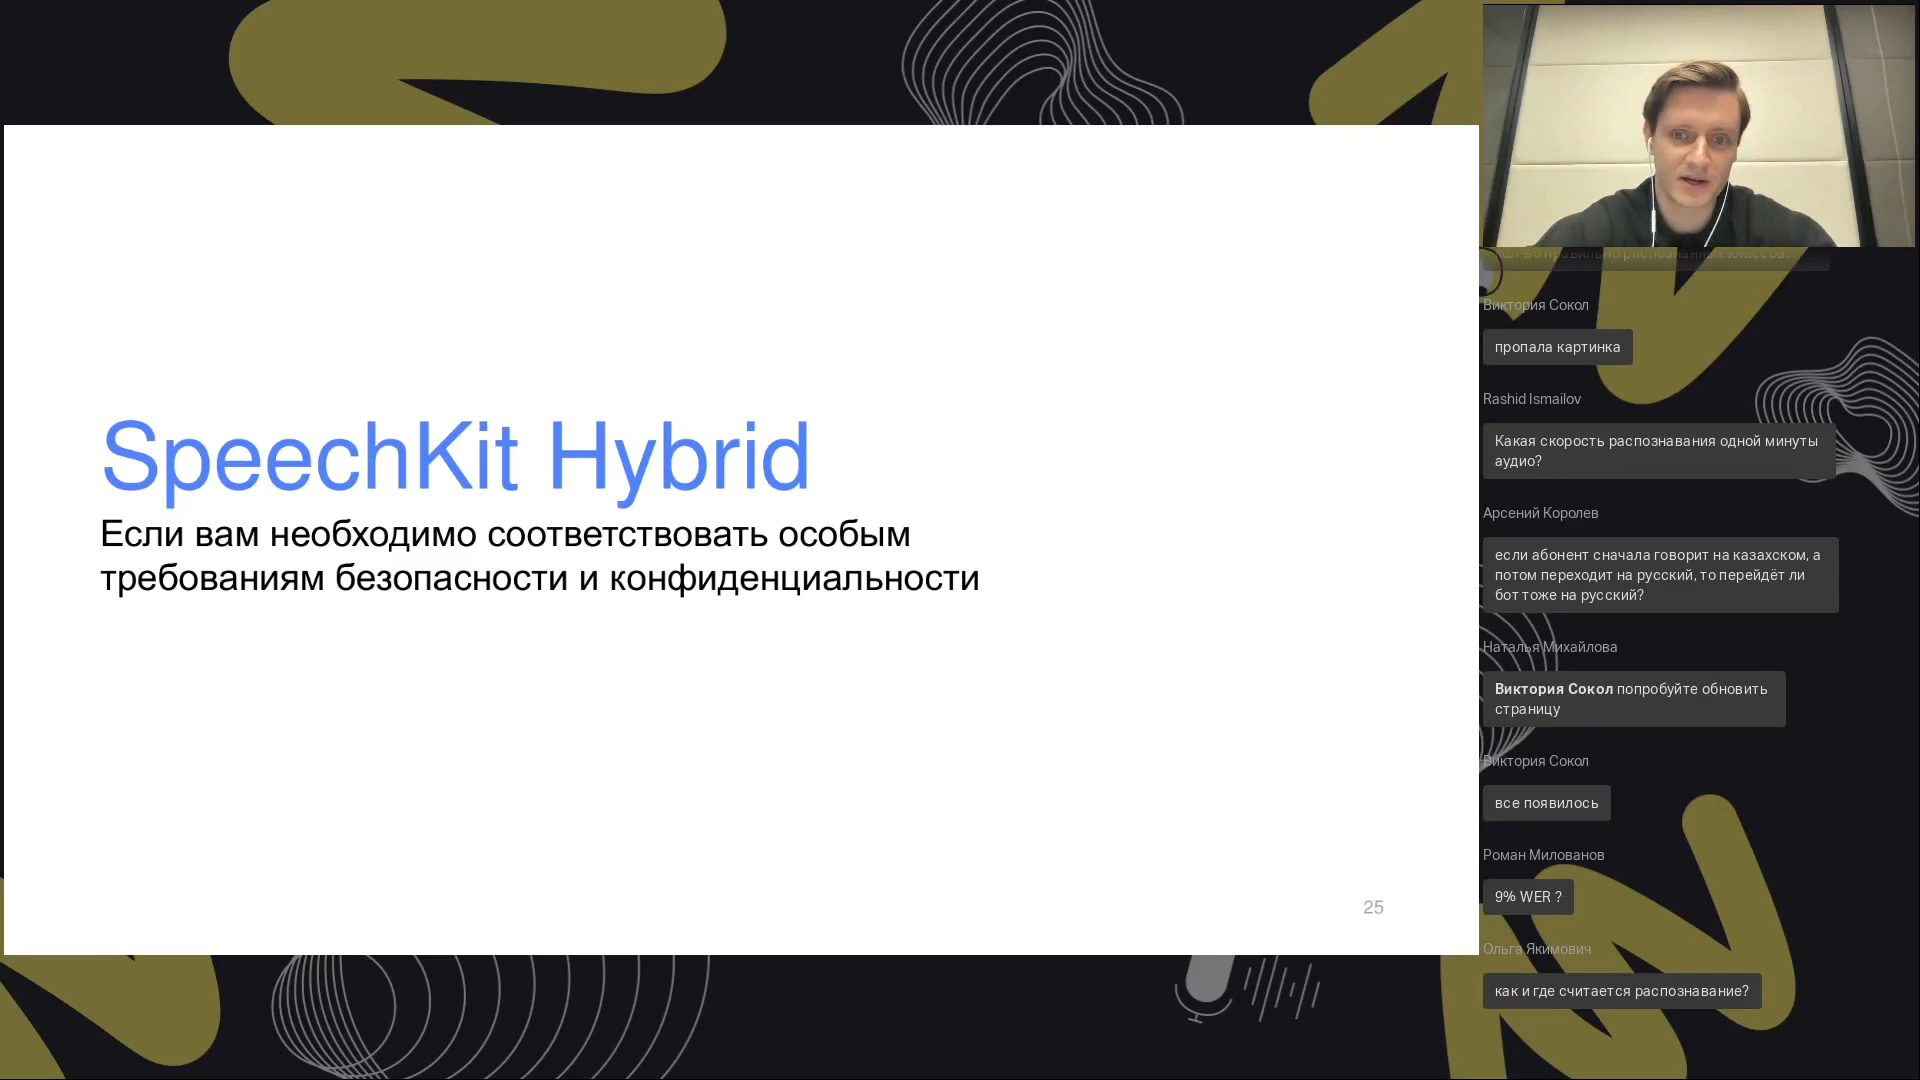 SpeechKit Hybrid
Если вам необходимо соответствовать особым
требованиям безопасности и конфиденциальности
25
правильно распознанных классов.
Виктория Сокол
пропала картинка
Rashid Ismailov
Какая скорость распознавания одной минуты
аудио?
Арсений Королев
если абонент сначала говорит на казахском, а
потом переходит на русский, то перейдёт ли
бот тоже на русский?
Наталья Михайлова
Виктория Сокол попробуйте обновить
страницу
Виктория Сокол
все появилось
Роман Милованов
9% WER ?
Ольга Якимович
как и где считается распознавание?